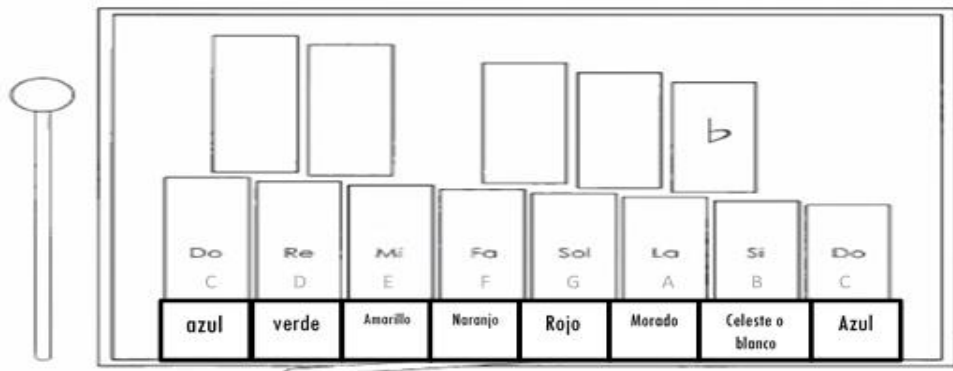 ♭
Do Re Mi Fa Sol La Si Do
C D E F G A B C
azul verde Amarillo Naranjo Rojo Morado Celeste o blanco Azul